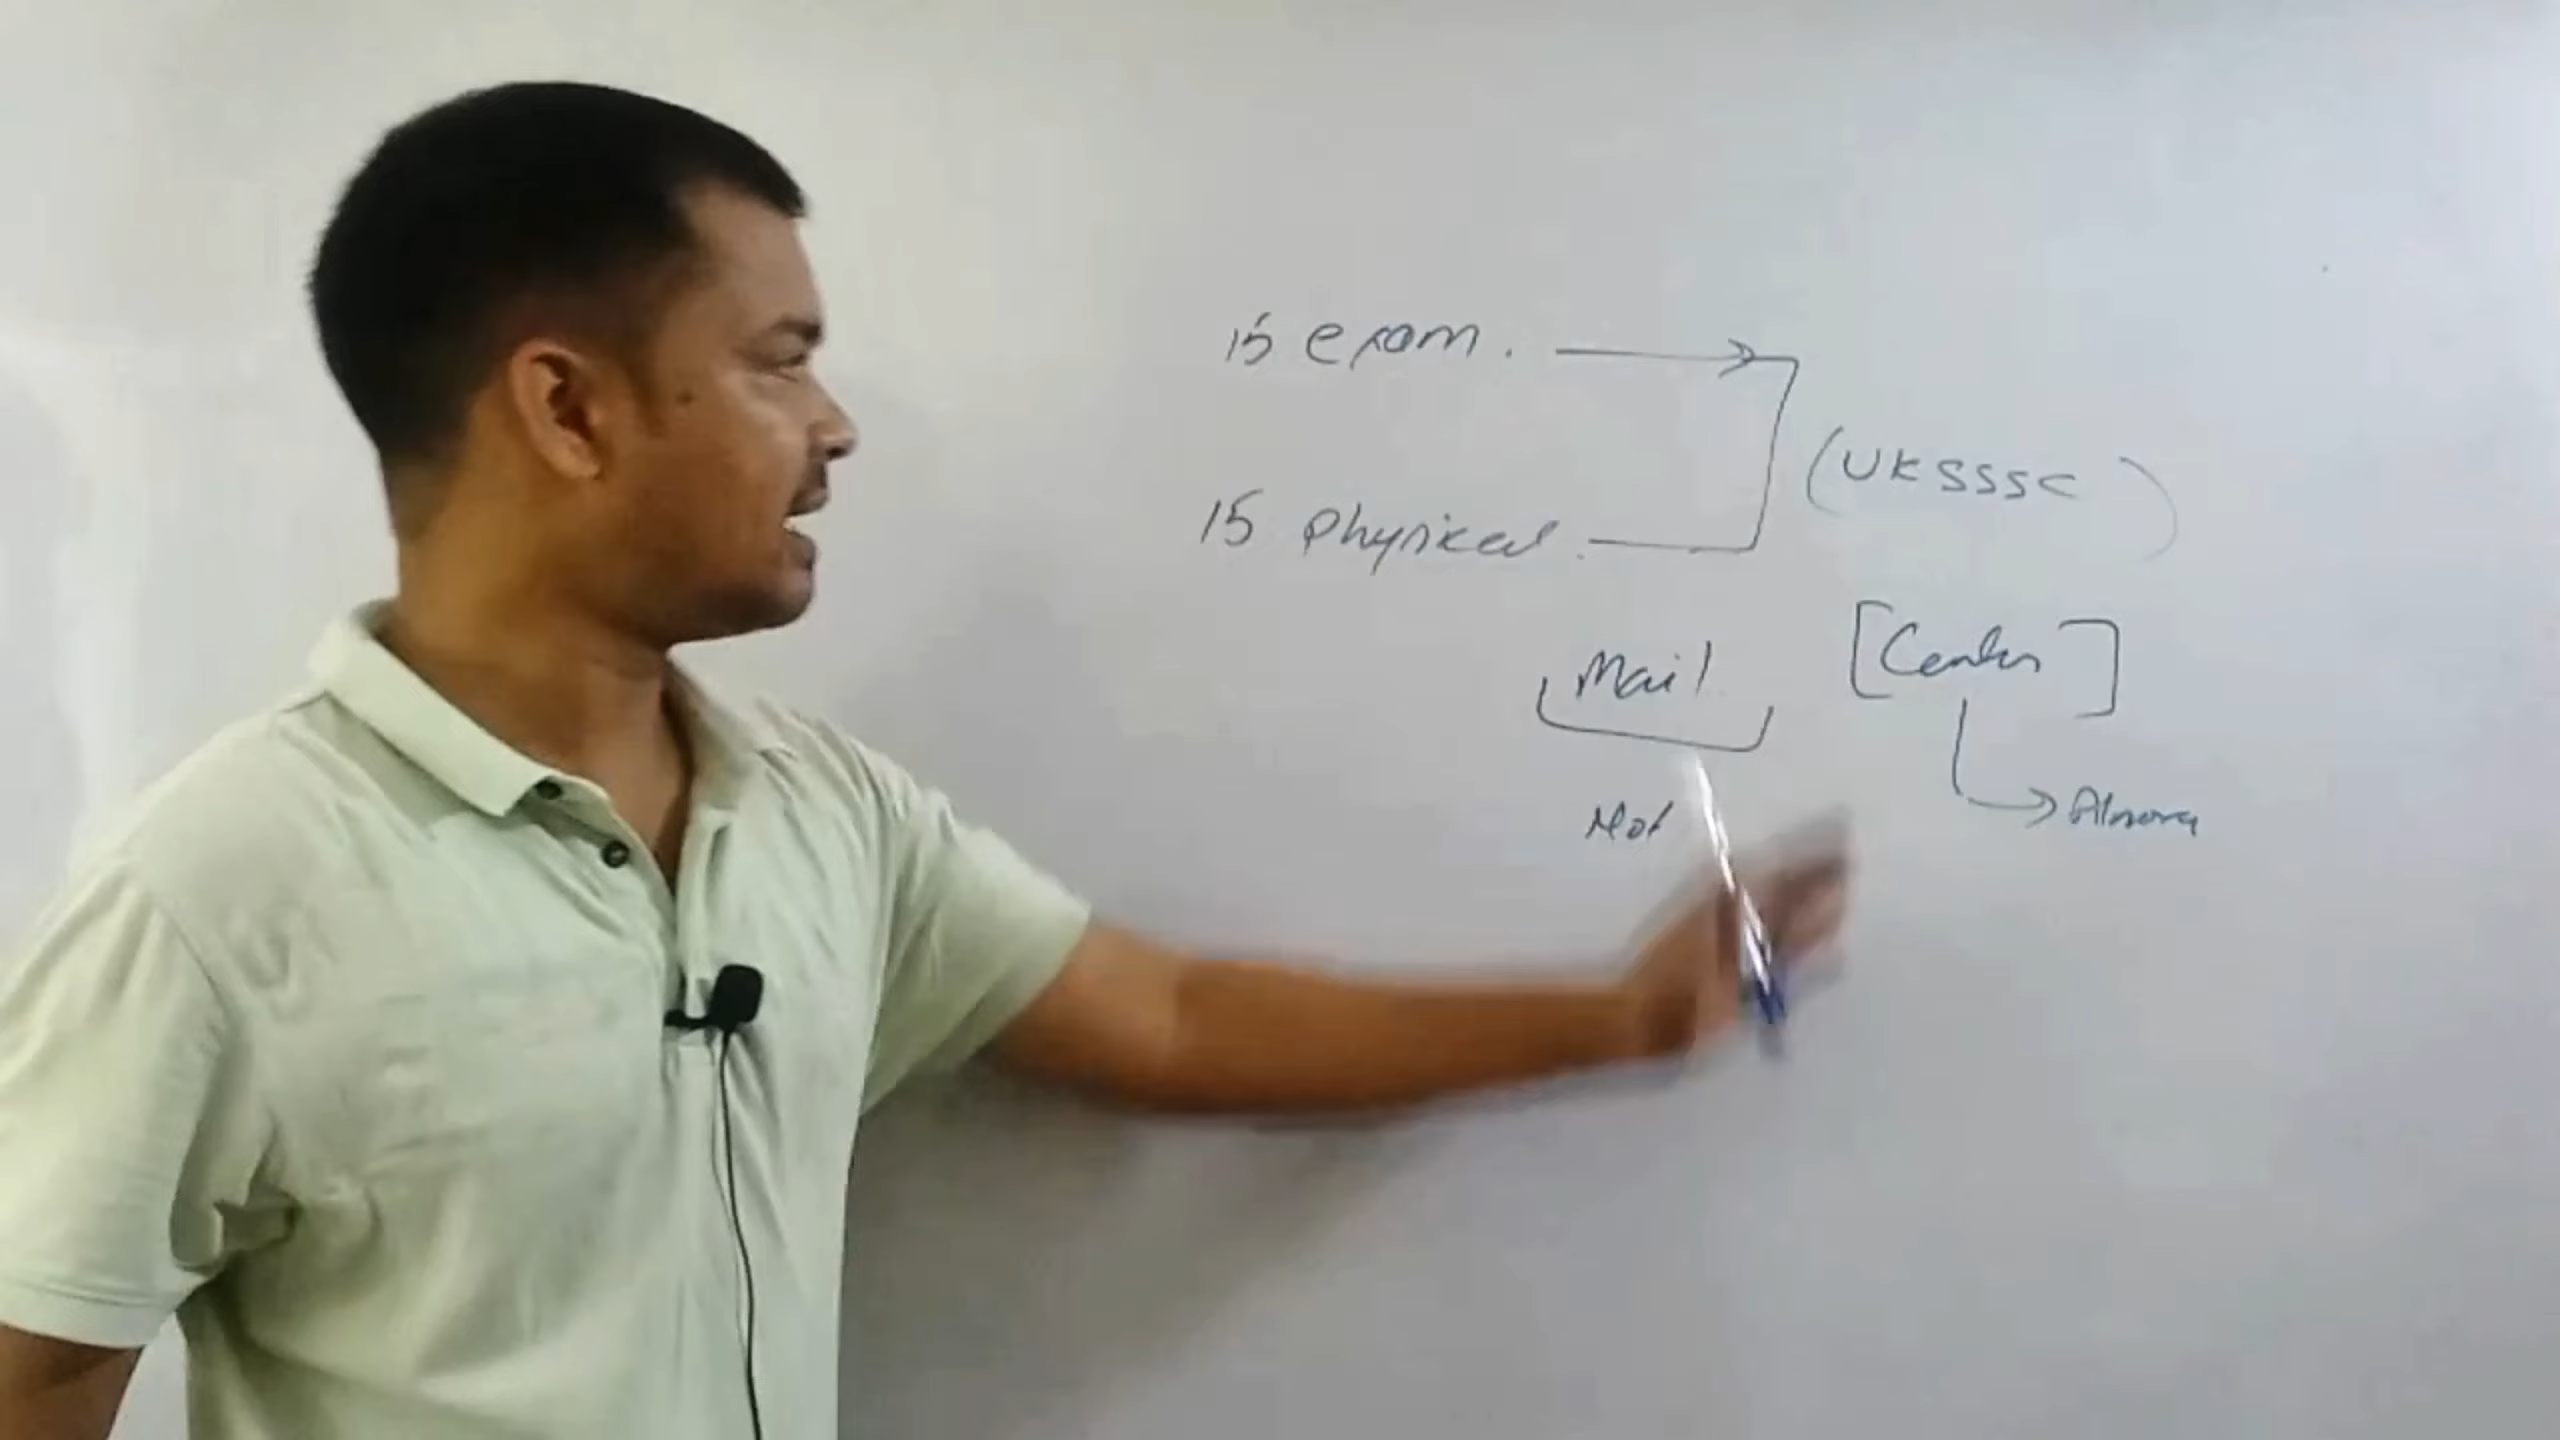 15 exam.
(UKSSSC)
15 Physical.
Mail [Center]
Not
Almora